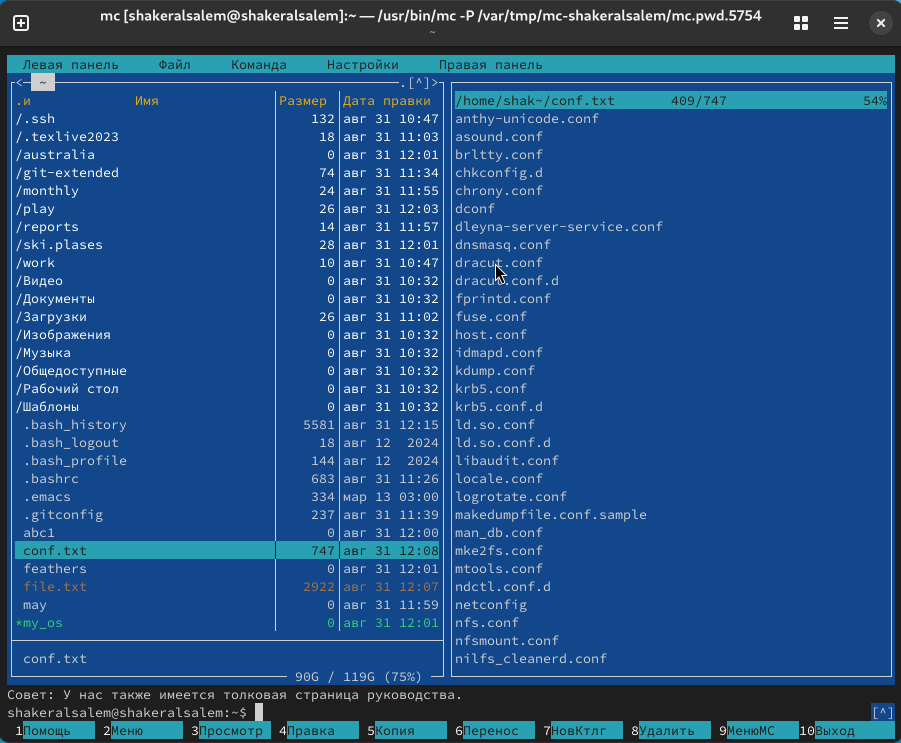 mc [shakeralsalem@shakeralsalem]:~ — /usr/bin/mc -P /var/tmp/mc-shakeralsalem/mc.pwd.5754
~
Левая панель Файл Команда Настройки Правая панель
<─ ~ .[^]>
.и Имя Размер Дата правки
/.ssh 132 авг 31 10:47
/.texlive2023 18 авг 31 11:03
/australia 0 авг 31 12:01
/git-extended 74 авг 31 11:34
/monthly 24 авг 31 11:55
/play 26 авг 31 12:03
/reports 14 авг 31 11:57
/ski.plases 28 авг 31 12:01
/work 10 авг 31 10:47
/Видео 0 авг 31 10:32
/Документы 0 авг 31 10:32
/Загрузки 26 авг 31 11:02
/Изображения 0 авг 31 10:32
/Музыка 0 авг 31 10:32
/Общедоступные 0 авг 31 10:32
/Рабочий стол 0 авг 31 10:32
/Шаблоны 0 авг 31 10:32
.bash_history 5581 авг 31 12:15
.bash_logout 18 авг 12 2024
.bash_profile 144 авг 12 2024
.bashrc 683 авг 31 11:26
.emacs 334 мар 13 03:00
.gitconfig 237 авг 31 11:39
abc1 0 авг 31 12:00
conf.txt 747 авг 31 12:08
feathers 0 авг 31 12:01
file.txt 2922 авг 31 12:07
may 0 авг 31 11:59
*my_os 0 авг 31 12:01
conf.txt
90G / 119G (75%)
/home/shak~/conf.txt 409/747 54%
anthy-unicode.conf
asound.conf
brltty.conf
chkconfig.d
chrony.conf
dconf
dleyna-server-service.conf
dnsmasq.conf
dracut.conf
dracut.conf.d
fprintd.conf
fuse.conf
host.conf
idmapd.conf
kdump.conf
krb5.conf
krb5.conf.d
ld.so.conf
ld.so.conf.d
libaudit.conf
locale.conf
logrotate.conf
makedumpfile.conf.sample
man_db.conf
mke2fs.conf
mtools.conf
ndctl.conf.d
netconfig
nfs.conf
nfsmount.conf
nilfs_cleanerd.conf
Совет: У нас также имеется толковая страница руководства.
shakeralsalem@shakeralsalem:~$ [^]
1Помощь 2Меню 3Просмотр 4Правка 5Копия 6Перенос 7НовКтлг 8Удалить 9МенюMC 10Выход